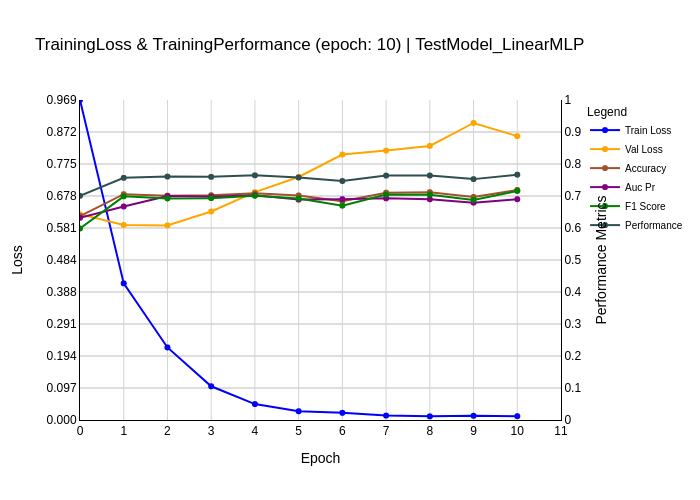 TrainingLoss & TrainingPerformance (epoch: 10) | TestModel_LinearMLP
0.969
0.872
0.775
0.678
0.581
0.484
0.388
0.291
0.194
0.097
0.000
Loss
0 1 2 3 4 5 6 7 8 9 10 11
Epoch
1
0.9
0.8
0.7
0.6
0.5
0.4
0.3
0.2
0.1
0
Performance Metrics
Legend
Train Loss
Val Loss
Accuracy
Auc Pr
F1 Score
Performance